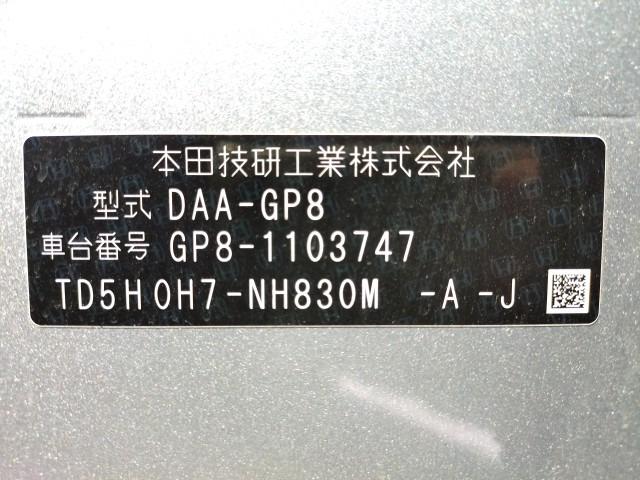 本田技研工業株式会社
型式 DAA-GP8
車台番号 GP8-1103747
TD5H0H7-NH830M -A -J